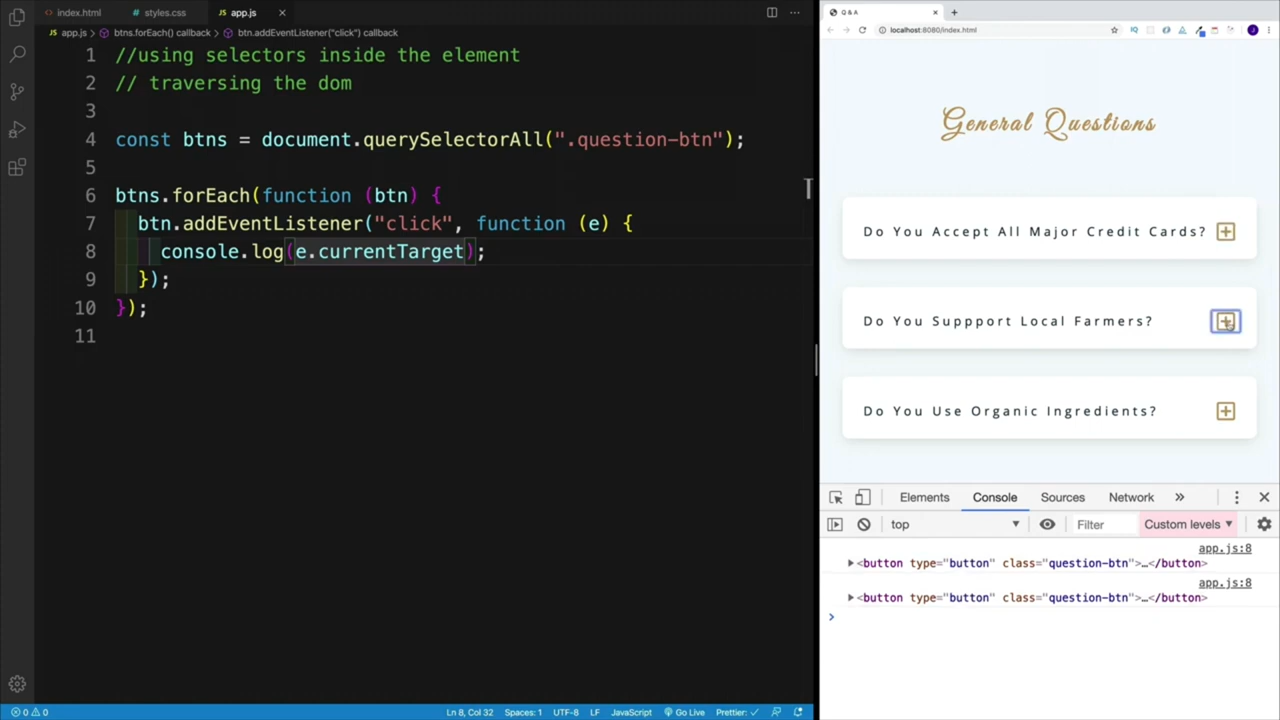 index.html
styles.css
app.js
app.js > btns.forEach() callback > btn.addEventListener("click") callback
1 //using selectors inside the element
2 // traversing the dom
3
4 const btns = document.querySelectorAll(".question-btn");
5
6 btns.forEach(function (btn) {
7 btn.addEventListener("click", function (e) {
8 console.log(e.currentTarget);
9 });
10 });
11
Ln 8, Col 32
Spaces: 1
UTF-8
LF
JavaScript
Go Live
Prettier: ✓
0 0
Q & A
localhost:8080/index.html
General Questions
Do You Accept All Major Credit Cards?
Do You Suppport Local Farmers?
Do You Use Organic Ingredients?
Elements
Console
Sources
Network
»
top
Filter
Custom levels
app.js:8
<button type="button" class="question-btn">…</button>
app.js:8
<button type="button" class="question-btn">…</button>